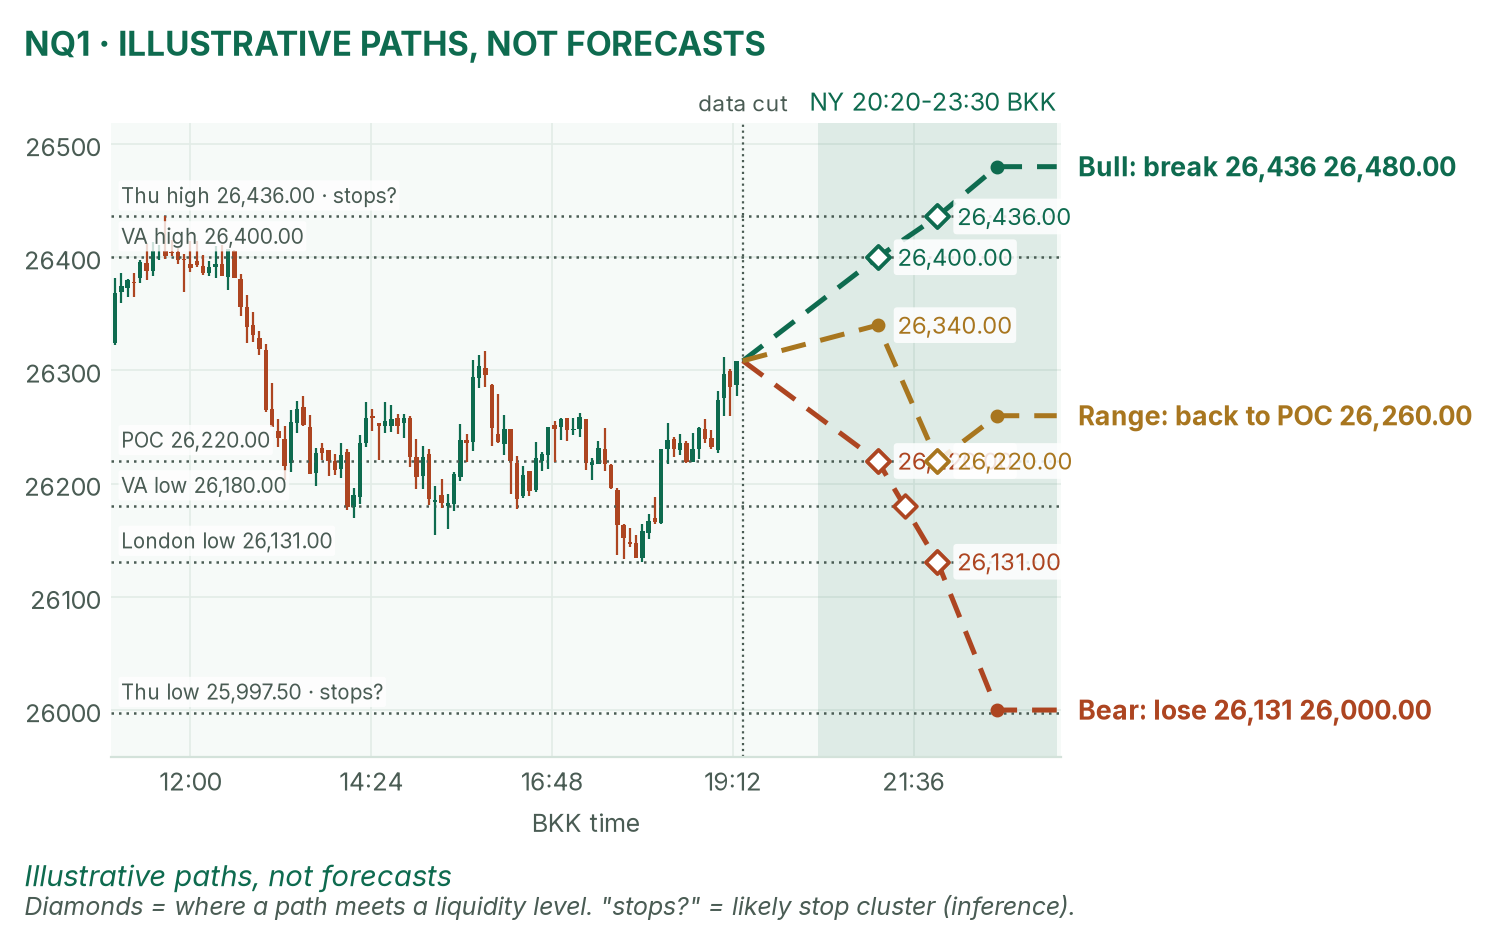 NQ1 · ILLUSTRATIVE PATHS, NOT FORECASTS
data cut
NY 20:20-23:30 BKK
26500
26400
26300
26200
26100
26000
Thu high 26,436.00 · stops?
VA high 26,400.00
POC 26,220.00
VA low 26,180.00
London low 26,131.00
Thu low 25,997.50 · stops?
26,436.00
26,400.00
26,340.00
26,220.00
26,131.00
Bull: break 26,436 26,480.00
Range: back to POC 26,260.00
Bear: lose 26,131 26,000.00
12:00
14:24
16:48
19:12
21:36
BKK time
Illustrative paths, not forecasts
Diamonds = where a path meets a liquidity level. "stops?" = likely stop cluster (inference).